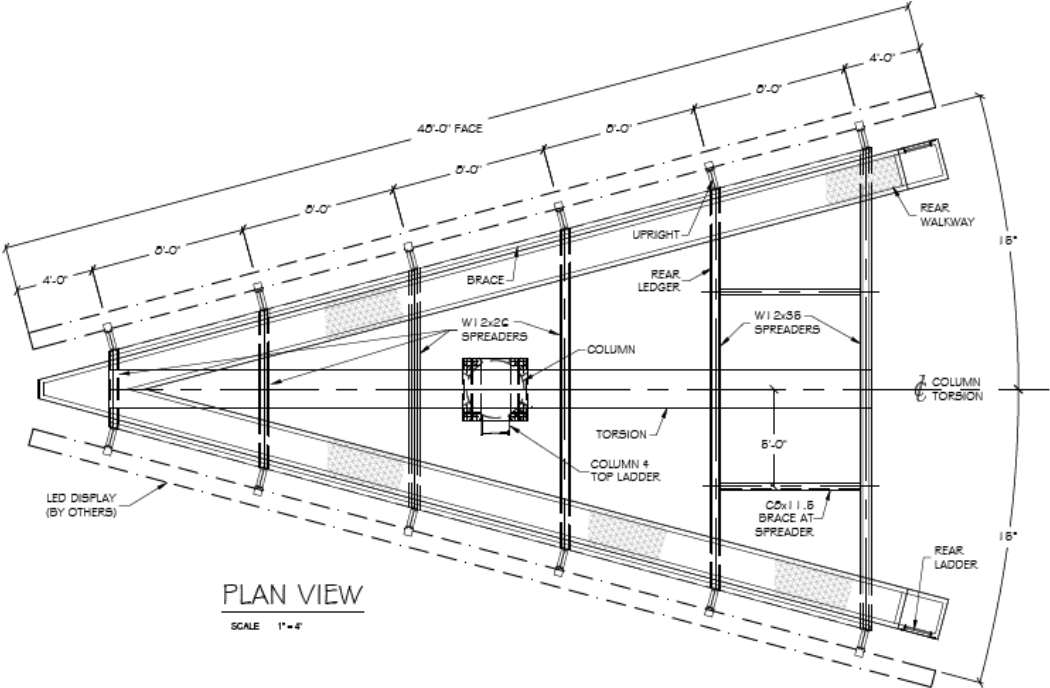 4'-0"
8'-0"
8'-0"
48'-0" FACE
8'-0"
8'-0"
8'-0"
4'-0"
UPRIGHT
REAR
WALKWAY
15°
BRACE
REAR
LEDGER
W12x26
SPREADERS
W12x35
SPREADERS
COLUMN
℄ COLUMN
TORSION
TORSION
5'-0"
COLUMN 4
TOP LADDER
LED DISPLAY
(BY OTHERS)
C8x11.5
BRACE AT
SPREADER
15°
REAR
LADDER
PLAN VIEW
SCALE 1"=4'